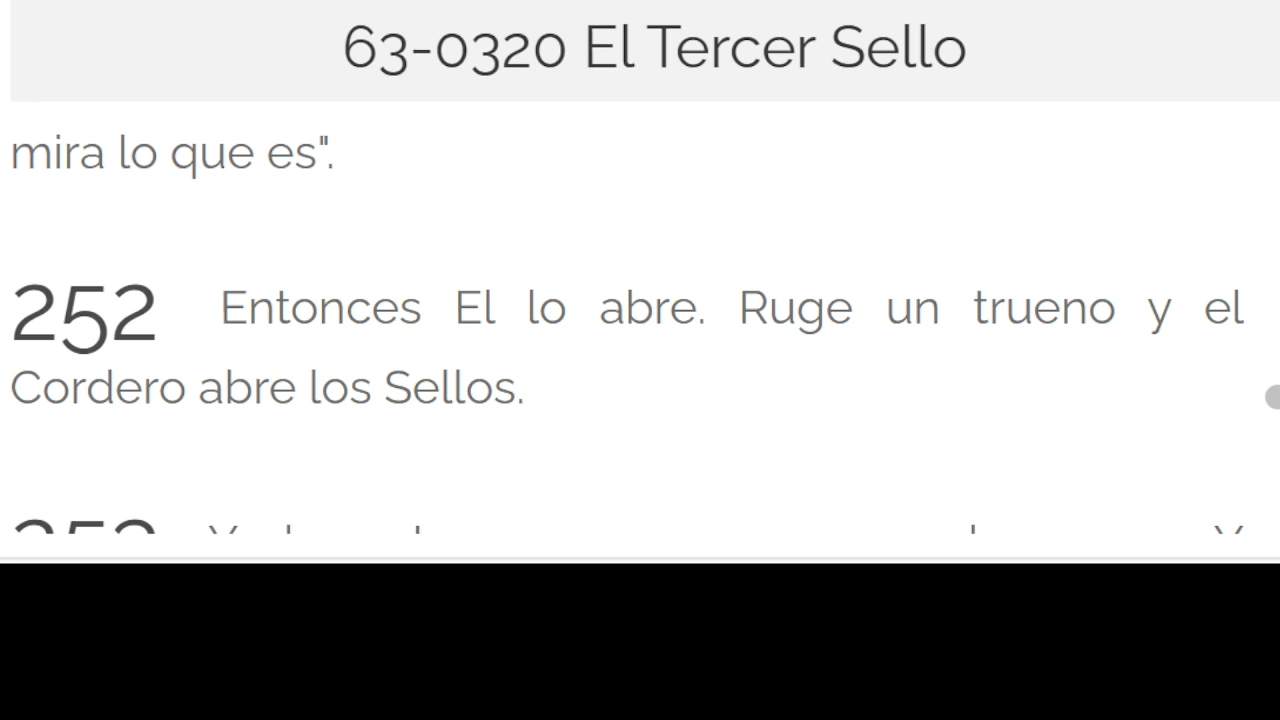 63-0320 El Tercer Sello
mira lo que es".
252 Entonces El lo abre. Ruge un trueno y el
Cordero abre los Sellos.